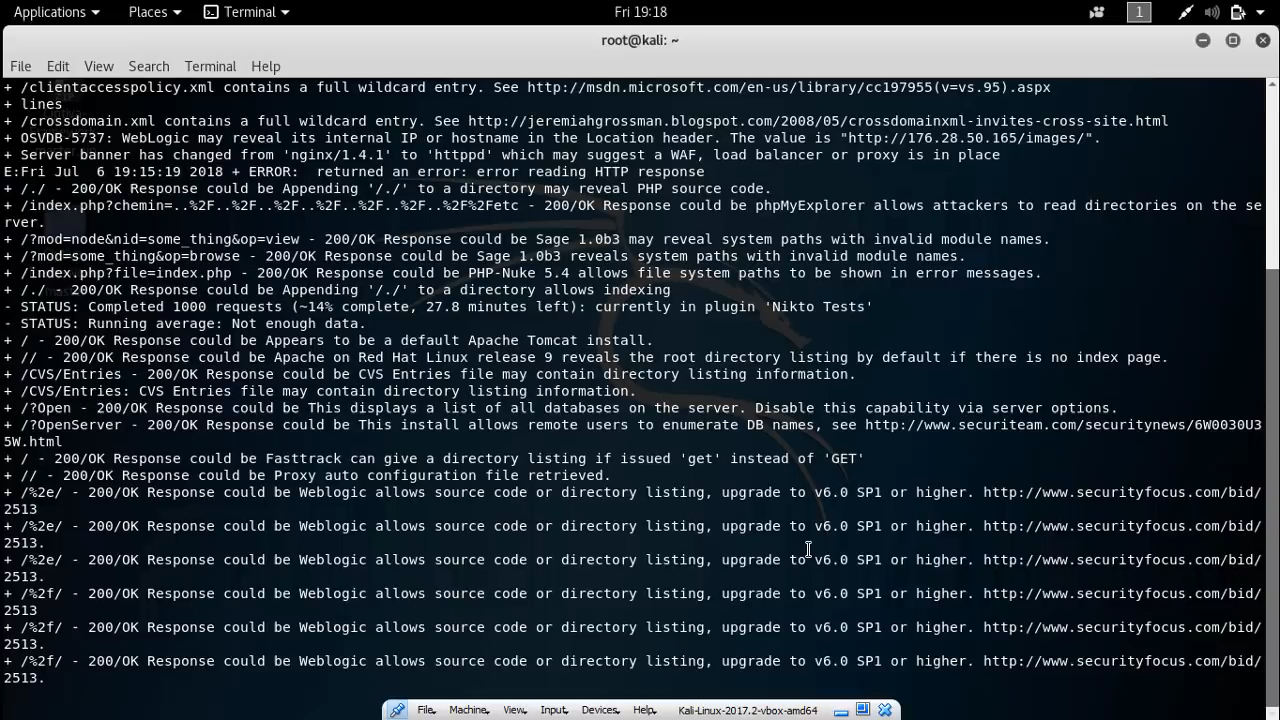 Applications Places Terminal Fri 19:18 1
root@kali: ~
File Edit View Search Terminal Help
+ /clientaccesspolicy.xml contains a full wildcard entry. See http://msdn.microsoft.com/en-us/library/cc197955(v=vs.95).aspx
+ lines
+ /crossdomain.xml contains a full wildcard entry. See http://jeremiahgrossman.blogspot.com/2008/05/crossdomainxml-invites-cross-site.html
+ OSVDB-5737: WebLogic may reveal its internal IP or hostname in the Location header. The value is "http://176.28.50.165/images/".
+ Server banner has changed from 'nginx/1.4.1' to 'httpd' which may suggest a WAF, load balancer or proxy is in place
E:Fri Jul  6 19:15:19 2018 + ERROR:  returned an error: error reading HTTP response
+ /./ - 200/OK Response could be Appending '/./' to a directory may reveal PHP source code.
+ /index.php?chemin=..%2F..%2F..%2F..%2F..%2F..%2F..%2Fetc - 200/OK Response could be phpMyExplorer allows attackers to read directories on the se
rver.
+ /?mod=node&nid=some_thing&op=view - 200/OK Response could be Sage 1.0b3 may reveal system paths with invalid module names.
+ /?mod=some_thing&op=browse - 200/OK Response could be Sage 1.0b3 reveals system paths with invalid module names.
+ /index.php?file=index.php - 200/OK Response could be PHP-Nuke 5.4 allows file system paths to be shown in error messages.
+ /./ - 200/OK Response could be Appending '/./' to a directory allows indexing
- STATUS: Completed 1000 requests (~14% complete, 27.8 minutes left): currently in plugin 'Nikto Tests'
- STATUS: Running average: Not enough data.
+ / - 200/OK Response could be Appears to be a default Apache Tomcat install.
+ // - 200/OK Response could be Apache on Red Hat Linux release 9 reveals the root directory listing by default if there is no index page.
+ /CVS/Entries - 200/OK Response could be CVS Entries file may contain directory listing information.
+ /CVS/Entries: CVS Entries file may contain directory listing information.
+ /?Open - 200/OK Response could be This displays a list of all databases on the server. Disable this capability via server options.
+ /?OpenServer - 200/OK Response could be This install allows remote users to enumerate DB names, see http://www.securiteam.com/securitynews/6W0030U3
5W.html
+ / - 200/OK Response could be Fasttrack can give a directory listing if issued 'get' instead of 'GET'
+ // - 200/OK Response could be Proxy auto configuration file retrieved.
+ /%2e/ - 200/OK Response could be Weblogic allows source code or directory listing, upgrade to v6.0 SP1 or higher. http://www.securityfocus.com/bid/
2513
+ /%2e/ - 200/OK Response could be Weblogic allows source code or directory listing, upgrade to v6.0 SP1 or higher. http://www.securityfocus.com/bid/
2513.
+ /%2e/ - 200/OK Response could be Weblogic allows source code or directory listing, upgrade to v6.0 SP1 or higher. http://www.securityfocus.com/bid/
2513.
+ /%2f/ - 200/OK Response could be Weblogic allows source code or directory listing, upgrade to v6.0 SP1 or higher. http://www.securityfocus.com/bid/
2513
+ /%2f/ - 200/OK Response could be Weblogic allows source code or directory listing, upgrade to v6.0 SP1 or higher. http://www.securityfocus.com/bid/
2513.
+ /%2f/ - 200/OK Response could be Weblogic allows source code or directory listing, upgrade to v6.0 SP1 or higher. http://www.securityfocus.com/bid/
2513.
File Machine View Input Devices Help Kali-Linux-2017.2-vbox-amd64